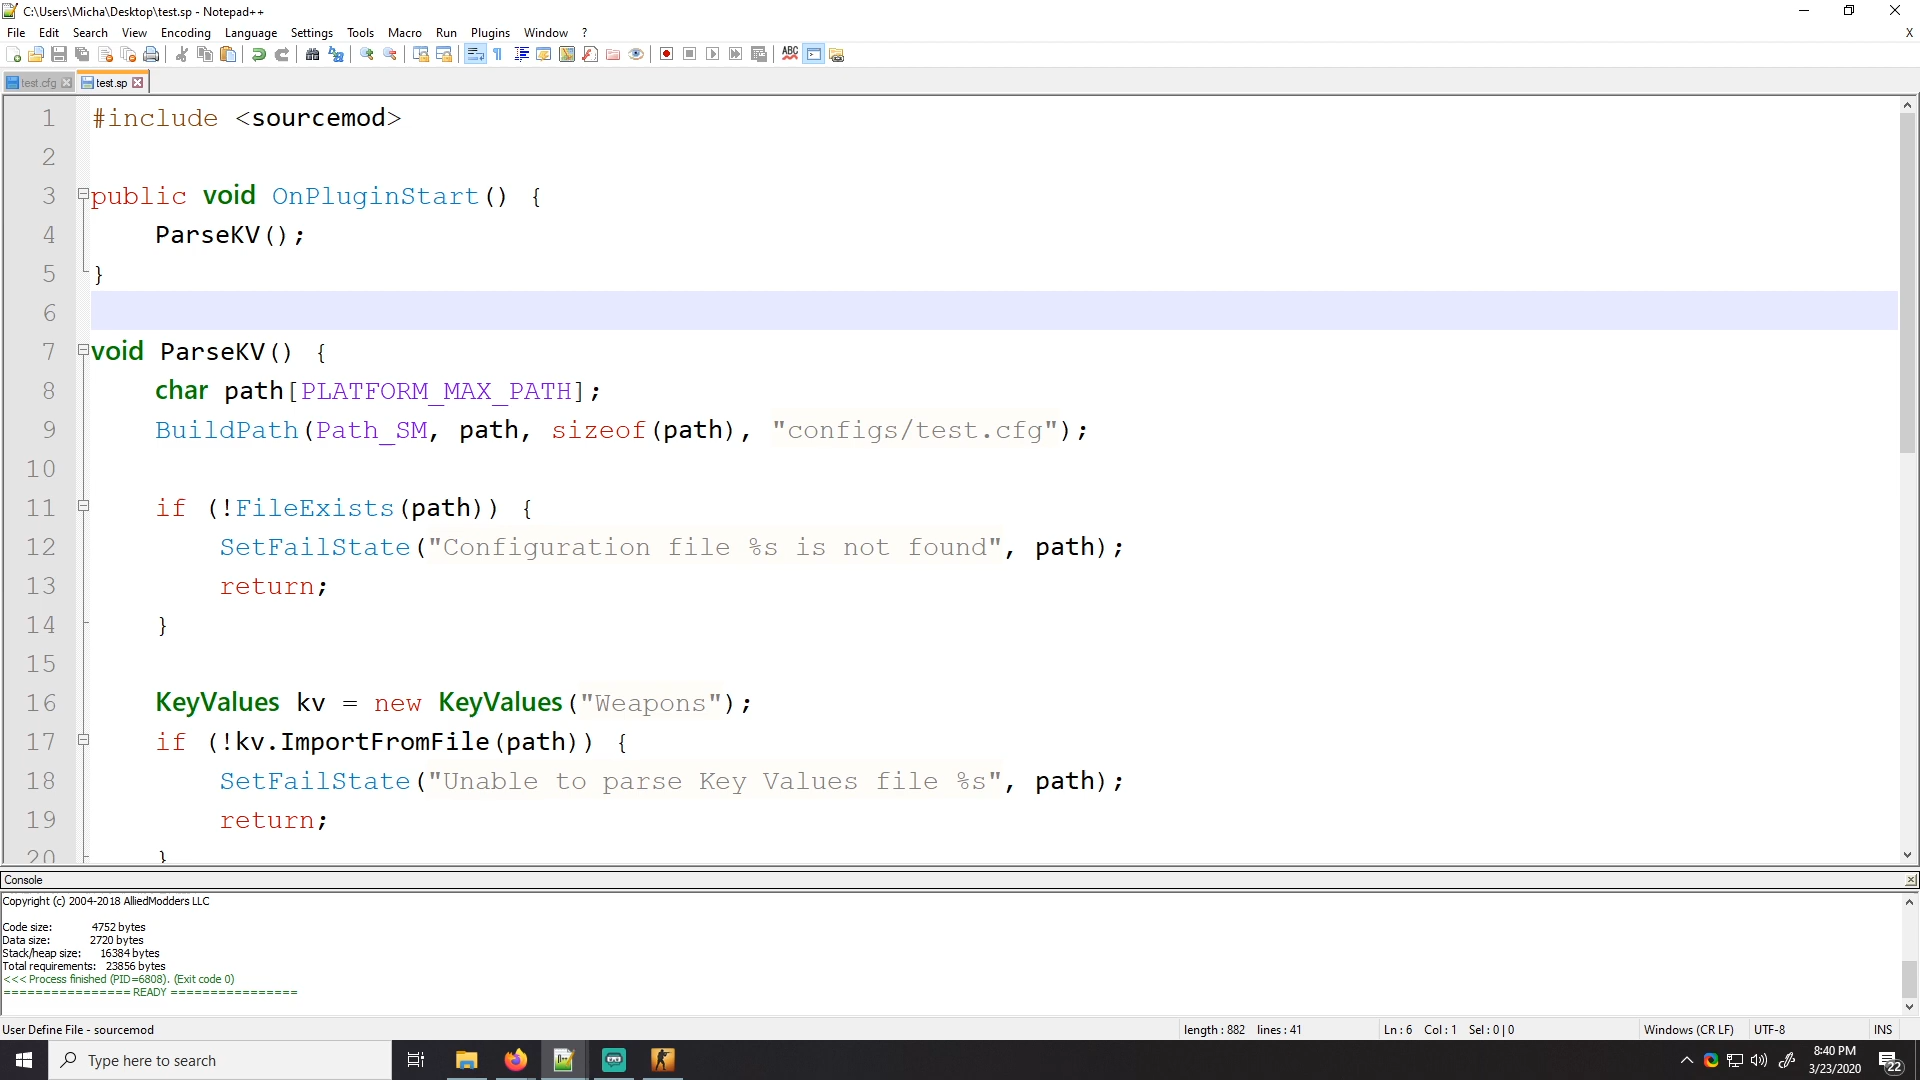 C:\Users\Micha\Desktop\test.sp - Notepad++
File Edit Search View Encoding Language Settings Tools Macro Run Plugins Window ? X
ABC
test.cfg test.sp
1 #include <sourcemod>
2
3 public void OnPluginStart() {
4 ParseKV();
5 }
6
7 void ParseKV() {
8 char path[PLATFORM_MAX_PATH];
9 BuildPath(Path_SM, path, sizeof(path), "configs/test.cfg");
10
11 if (!FileExists(path)) {
12 SetFailState("Configuration file %s is not found", path);
13 return;
14 }
15
16 KeyValues kv = new KeyValues("Weapons");
17 if (!kv.ImportFromFile(path)) {
18 SetFailState("Unable to parse Key Values file %s", path);
19 return;
20 }
Console
Copyright (c) 2004-2018 AlliedModders LLC
Code size: 4752 bytes
Data size: 2720 bytes
Stack/heap size: 16384 bytes
Total requirements: 23856 bytes
<<< Process finished (PID=6808). (Exit code 0)
================ READY ================
User Define File - sourcemod length : 882 lines : 41 Ln : 6 Col : 1 Sel : 0 | 0 Windows (CR LF) UTF-8 INS
Type here to search
8:40 PM
3/23/2020
22